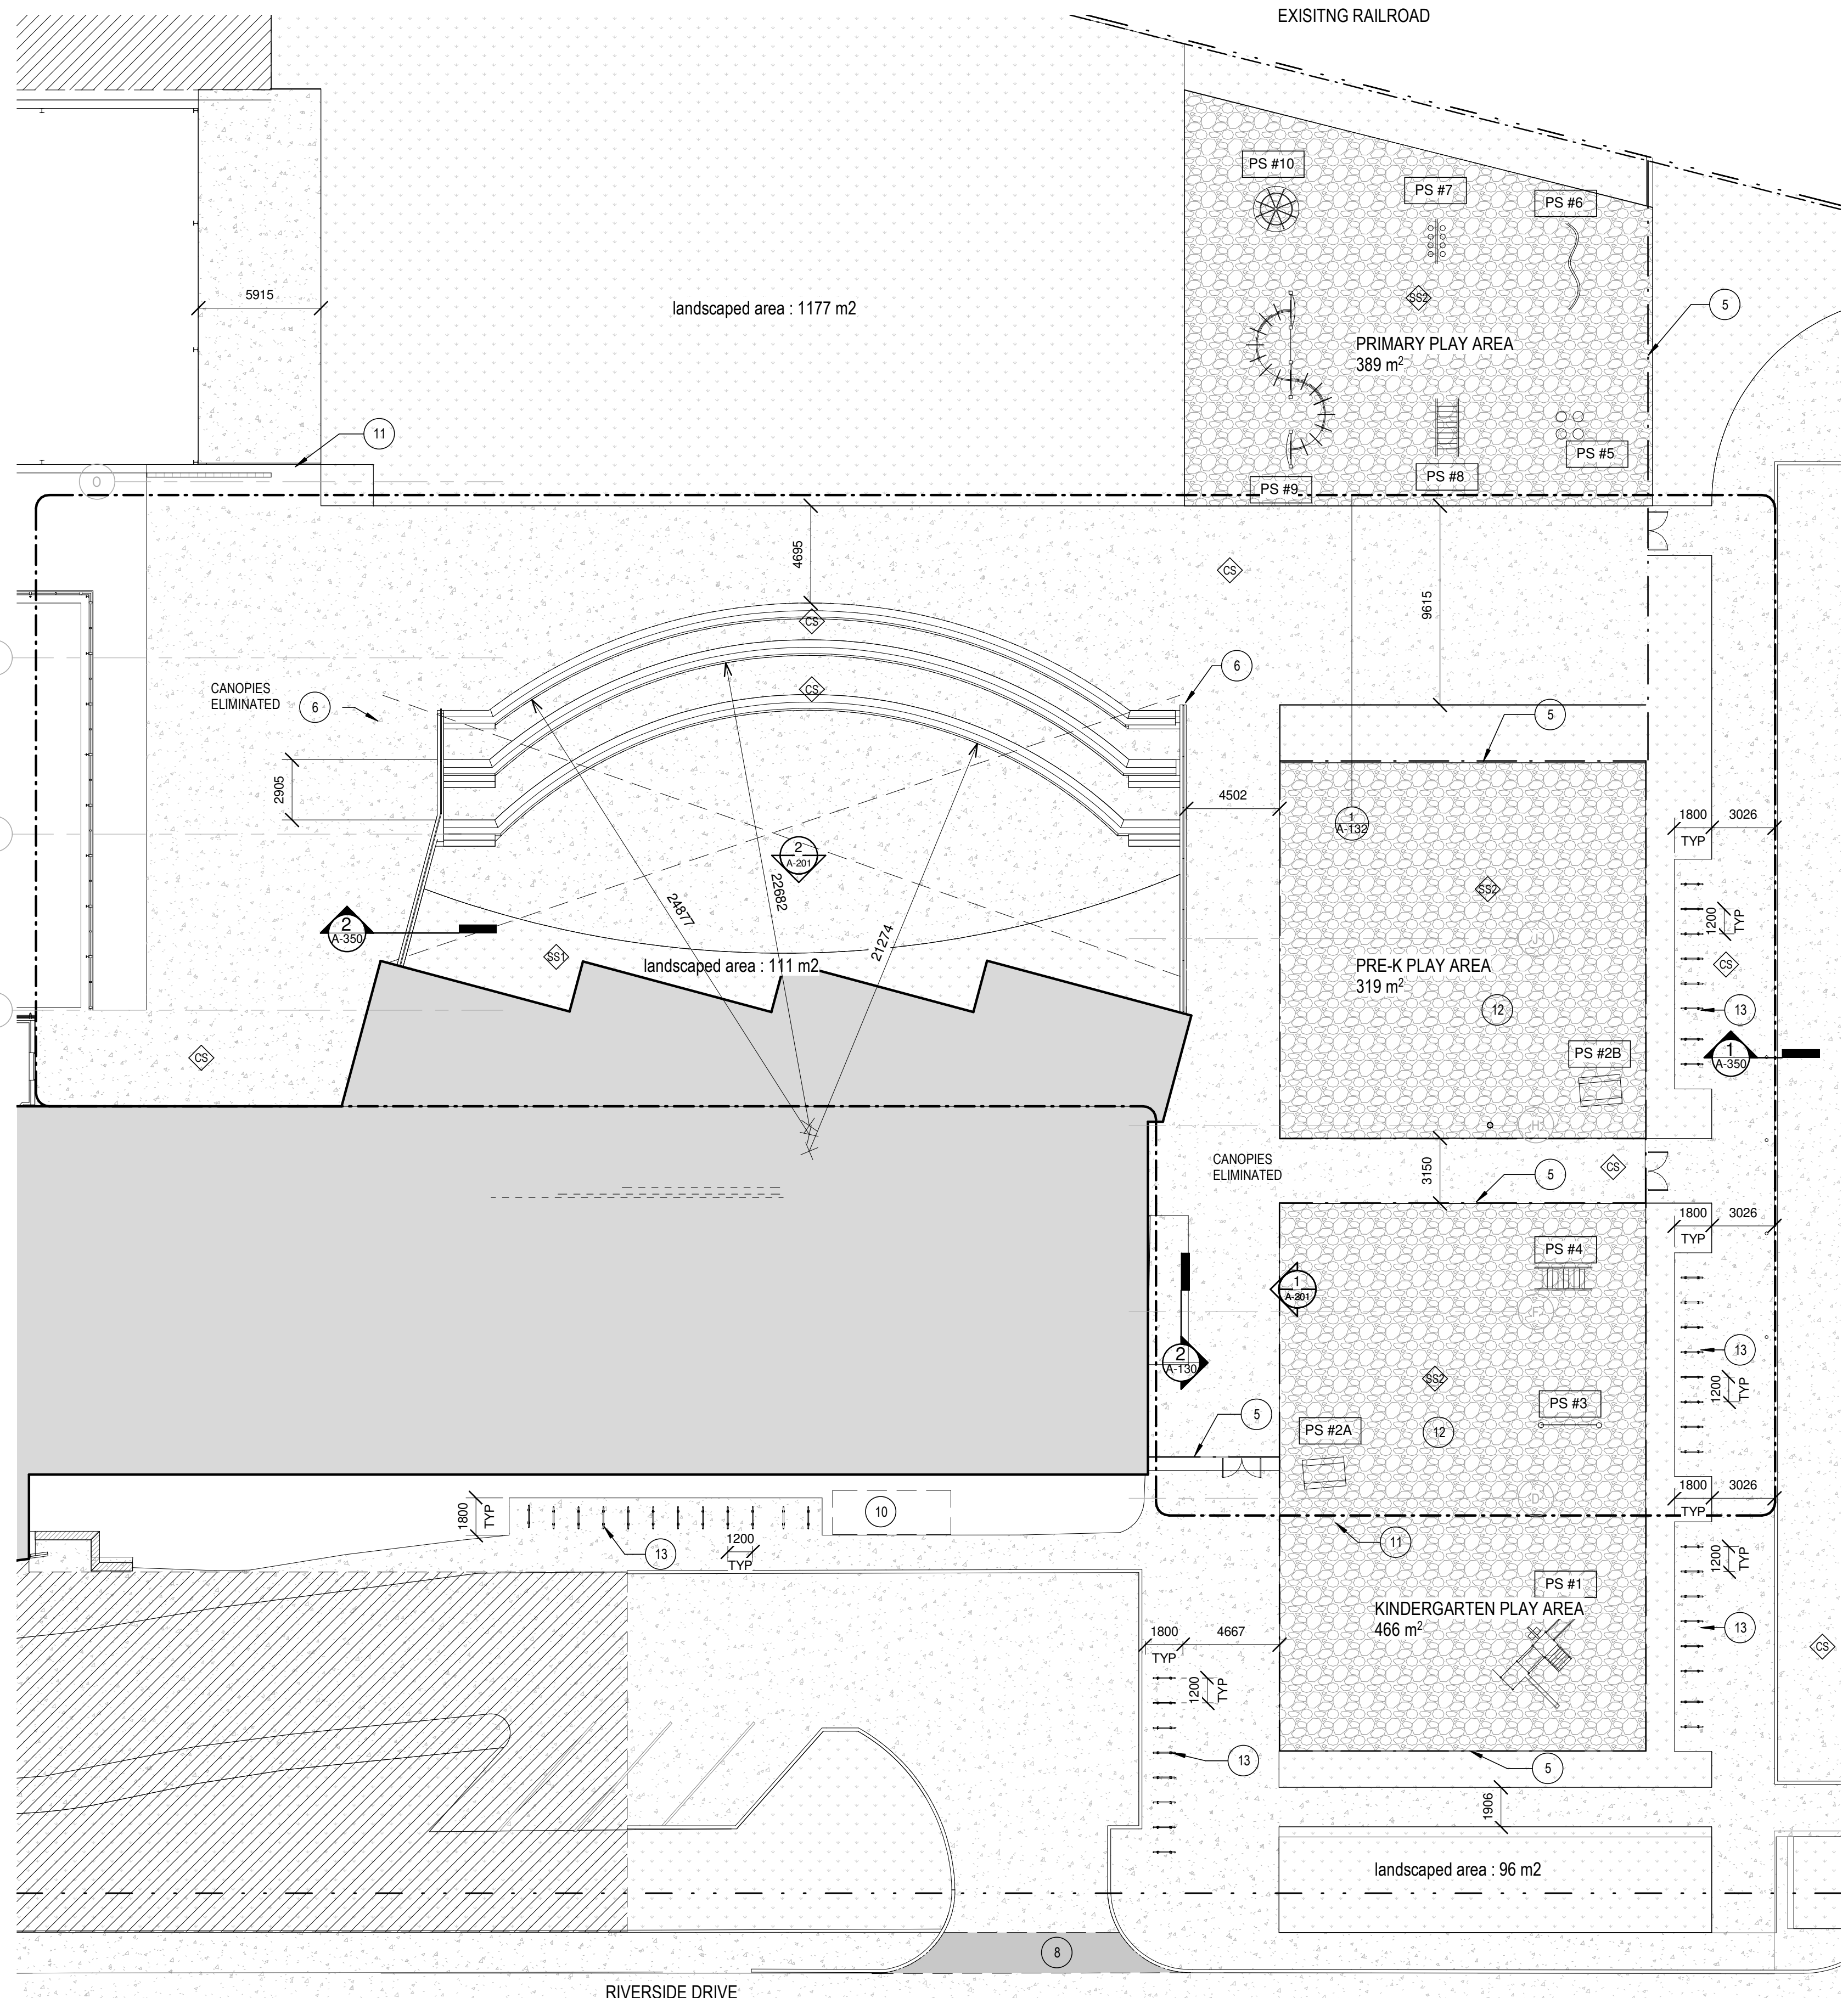 EXISITNG RAILROAD
PS #10
PS #7
PS #6
5915
landscaped area : 1177 m2
SS2
5
PRIMARY PLAY AREA
389 m2
11
PS #5
O
PS #8
PS #9
4695
CS
9615
CS
CANOPIES
ELIMINATED
6
CS
6
5
2905
4502
1
A-132
1800
TYP
3026
2
A-201
24877
22682
21274
SS2
1200
TYP
2
A-350
SS1
landscaped area : 111 m2
J
CS
PRE-K PLAY AREA
319 m2
12
13
CS
PS #2B
1
A-350
H
CANOPIES
ELIMINATED
3150
5
CS
1800
TYP
3026
PS #4
1
A-201
F
2
A-130
13
SS2
1200
TYP
PS #3
5
PS #2A
12
1800
TYP
3026
D
1800
TYP
10
13
1200
TYP
11
1200
TYP
PS #1
KINDERGARTEN PLAY AREA
466 m2
13
1800
TYP
4667
CS
1200
TYP
13
5
1906
landscaped area : 96 m2
8
RIVERSIDE DRIVE